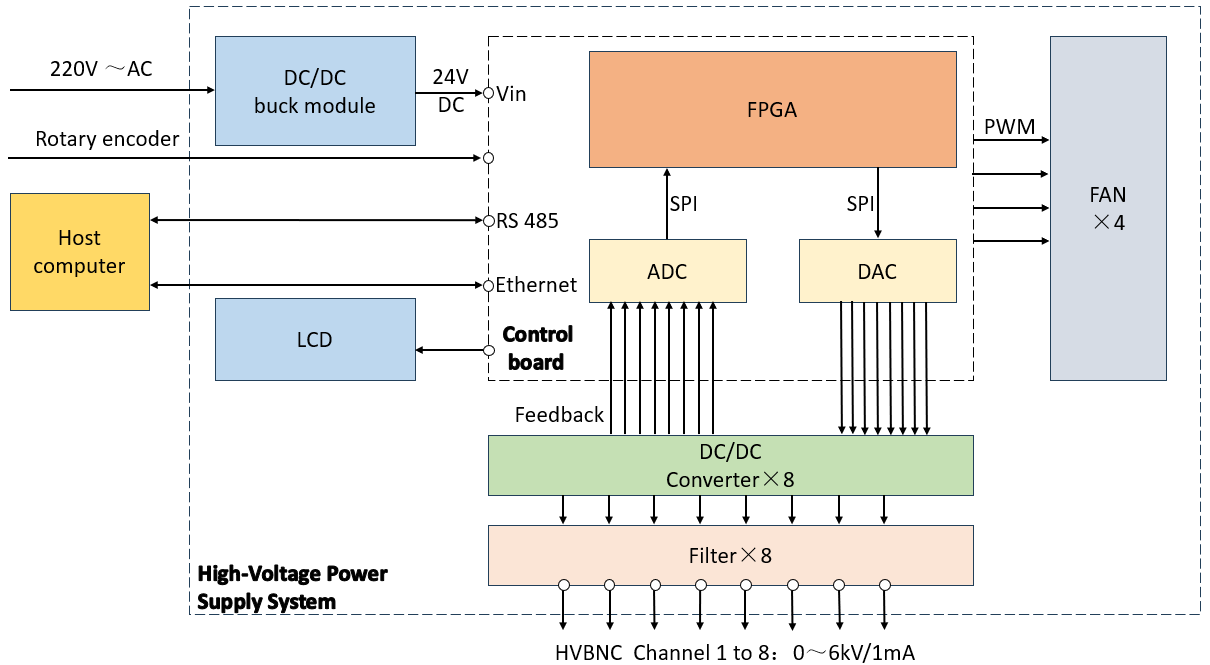 220V ～AC
DC/DC
buck module
24V
DC
Vin
FPGA
PWM
FAN
×4
Rotary encoder
SPI
SPI
RS 485
Host
computer
ADC
DAC
Ethernet
LCD
Control
board
Feedback
DC/DC
Converter×8
Filter×8
High-Voltage Power
Supply System
HVBNC Channel 1 to 8：0～6kV/1mA